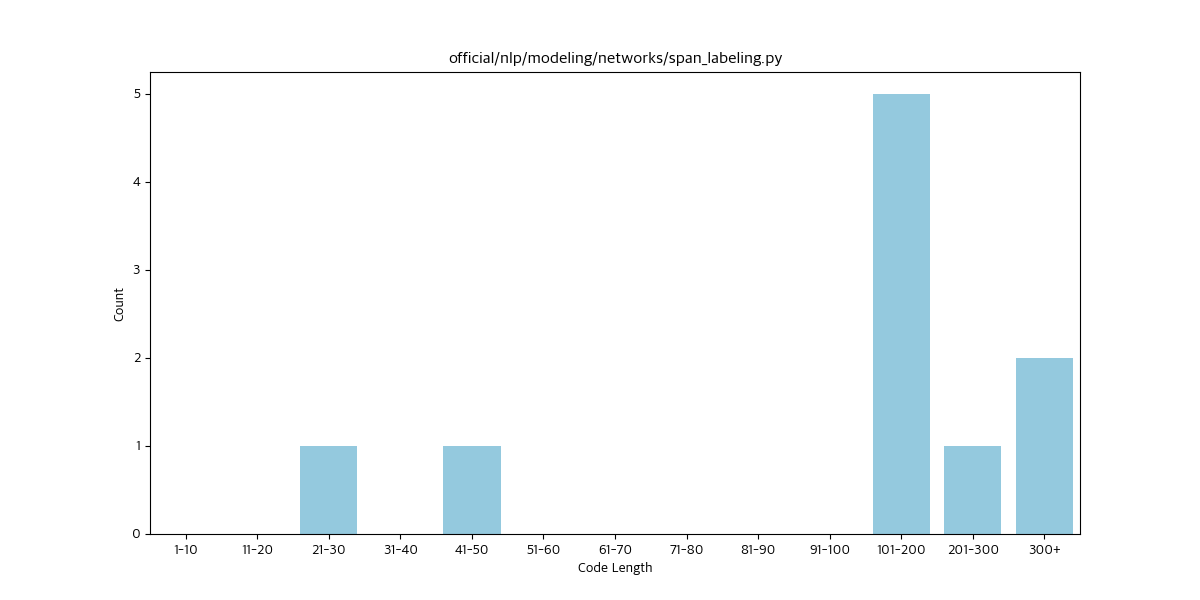 official/nlp/modeling/networks/span_labeling.py
5
4
3
2
1
0
Count
1-10 11-20 21-30 31-40 41-50 51-60 61-70 71-80 81-90 91-100 101-200 201-300 300+
Code Length